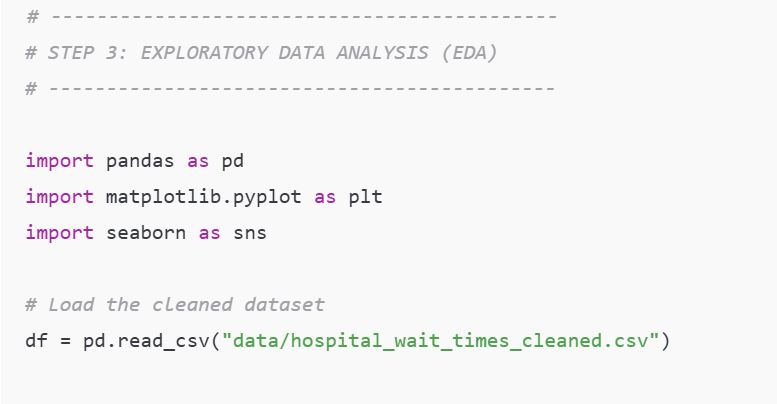 # --------------------------------------------
# STEP 3: EXPLORATORY DATA ANALYSIS (EDA)
# --------------------------------------------
import pandas as pd
import matplotlib.pyplot as plt
import seaborn as sns
# Load the cleaned dataset
df = pd.read_csv("data/hospital_wait_times_cleaned.csv")